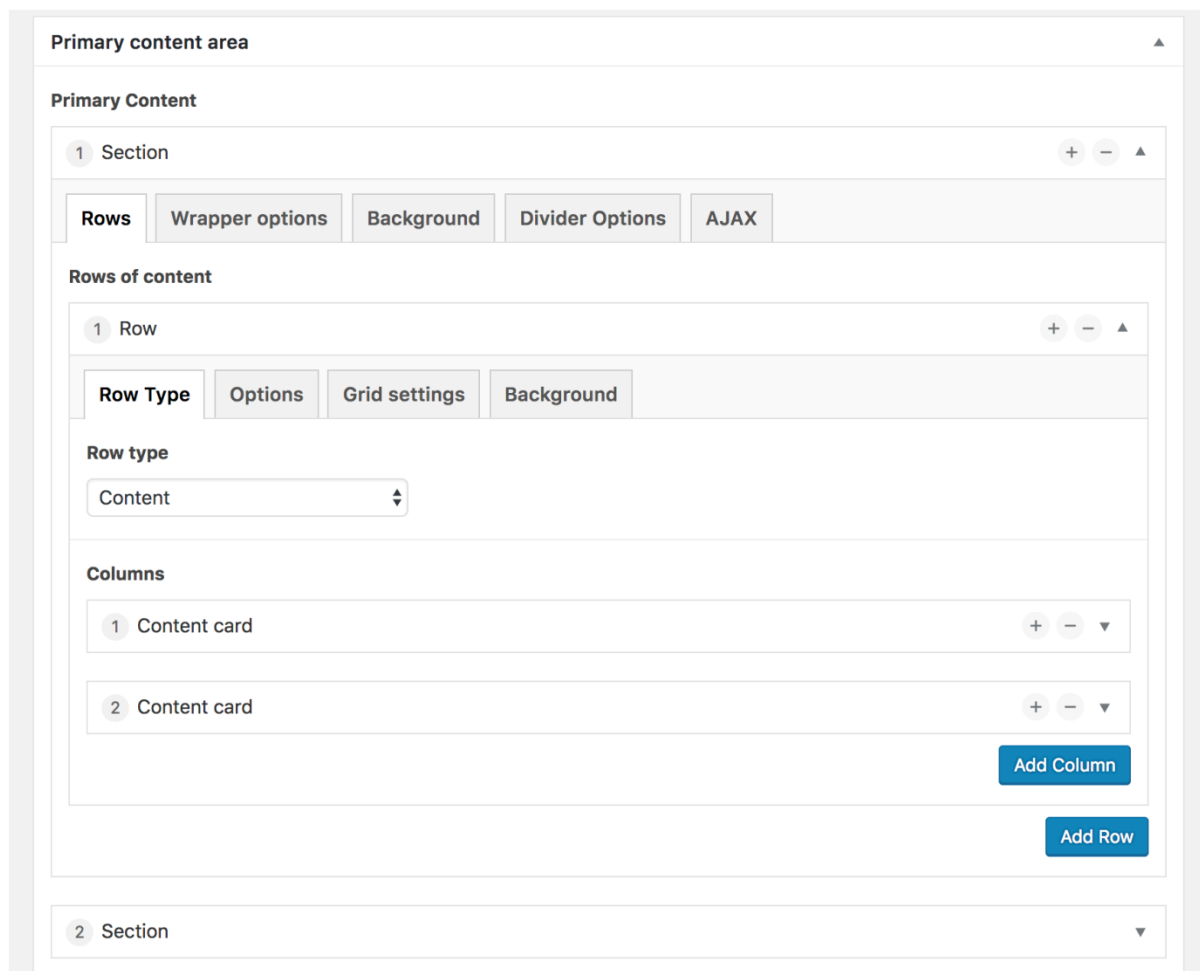 Primary content area
Primary Content
1 Section
Rows Wrapper options Background Divider Options AJAX
Rows of content
1 Row
Row Type Options Grid settings Background
Row type
Content
Columns
1 Content card
2 Content card
Add Column
Add Row
2 Section